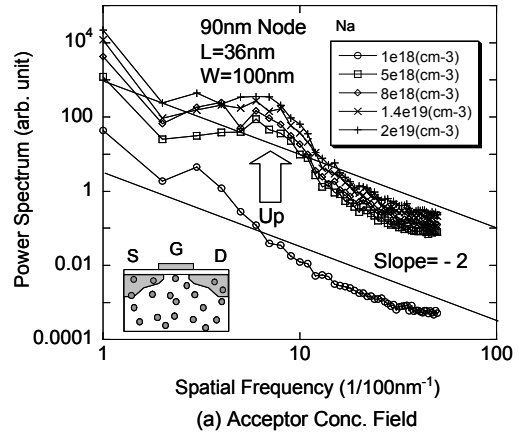 Power Spectrum (arb. unit)
10⁴
100
1
0.01
0.0001
90nm Node
L=36nm
W=100nm
Na
1e18(cm-3)
5e18(cm-3)
8e18(cm-3)
1.4e19(cm-3)
2e19(cm-3)
Up
Slope= - 2
S G D
1 10 100
Spatial Frequency (1/100nm⁻¹)
(a) Acceptor Conc. Field